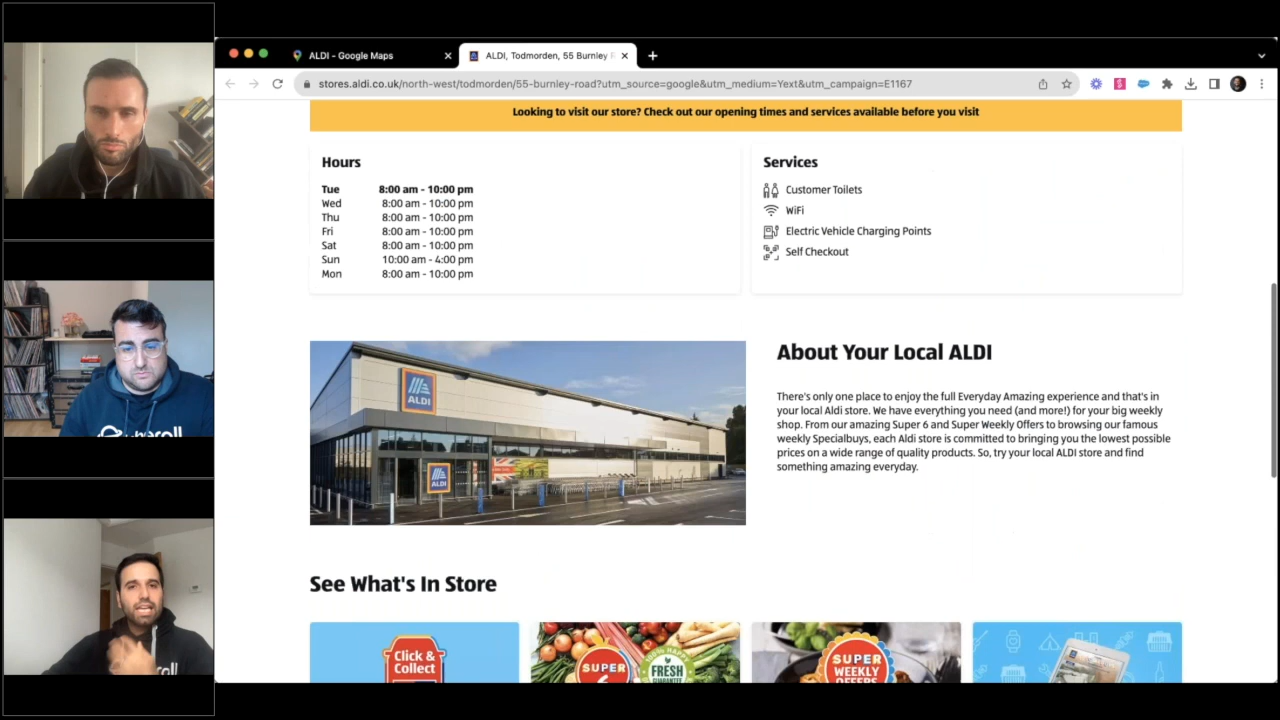 ALDI - Google Maps
ALDI, Todmorden, 55 Burnley
stores.aldi.co.uk/north-west/todmorden/55-burnley-road?utm_source=google&utm_medium=Yext&utm_campaign=E1167
Looking to visit our store? Check out our opening times and services available before you visit
Hours
Tue 8:00 am - 10:00 pm
Wed 8:00 am - 10:00 pm
Thu 8:00 am - 10:00 pm
Fri 8:00 am - 10:00 pm
Sat 8:00 am - 10:00 pm
Sun 10:00 am - 4:00 pm
Mon 8:00 am - 10:00 pm
Services
Customer Toilets
WiFi
Electric Vehicle Charging Points
Self Checkout
ALDI
ALDI
About Your Local ALDI
There's only one place to enjoy the full Everyday Amazing experience and that's in
your local Aldi store. We have everything you need (and more!) for your big weekly
shop. From our amazing Super 6 and Super Weekly Offers to browsing our famous
weekly Specialbuys, each Aldi store is committed to bringing you the lowest possible
prices on a wide range of quality products. So, try your local ALDI store and find
something amazing everyday.
See What's In Store
Click &
Collect
SUPER
6
FRESH
SUPER
WEEKLY
OFFERS